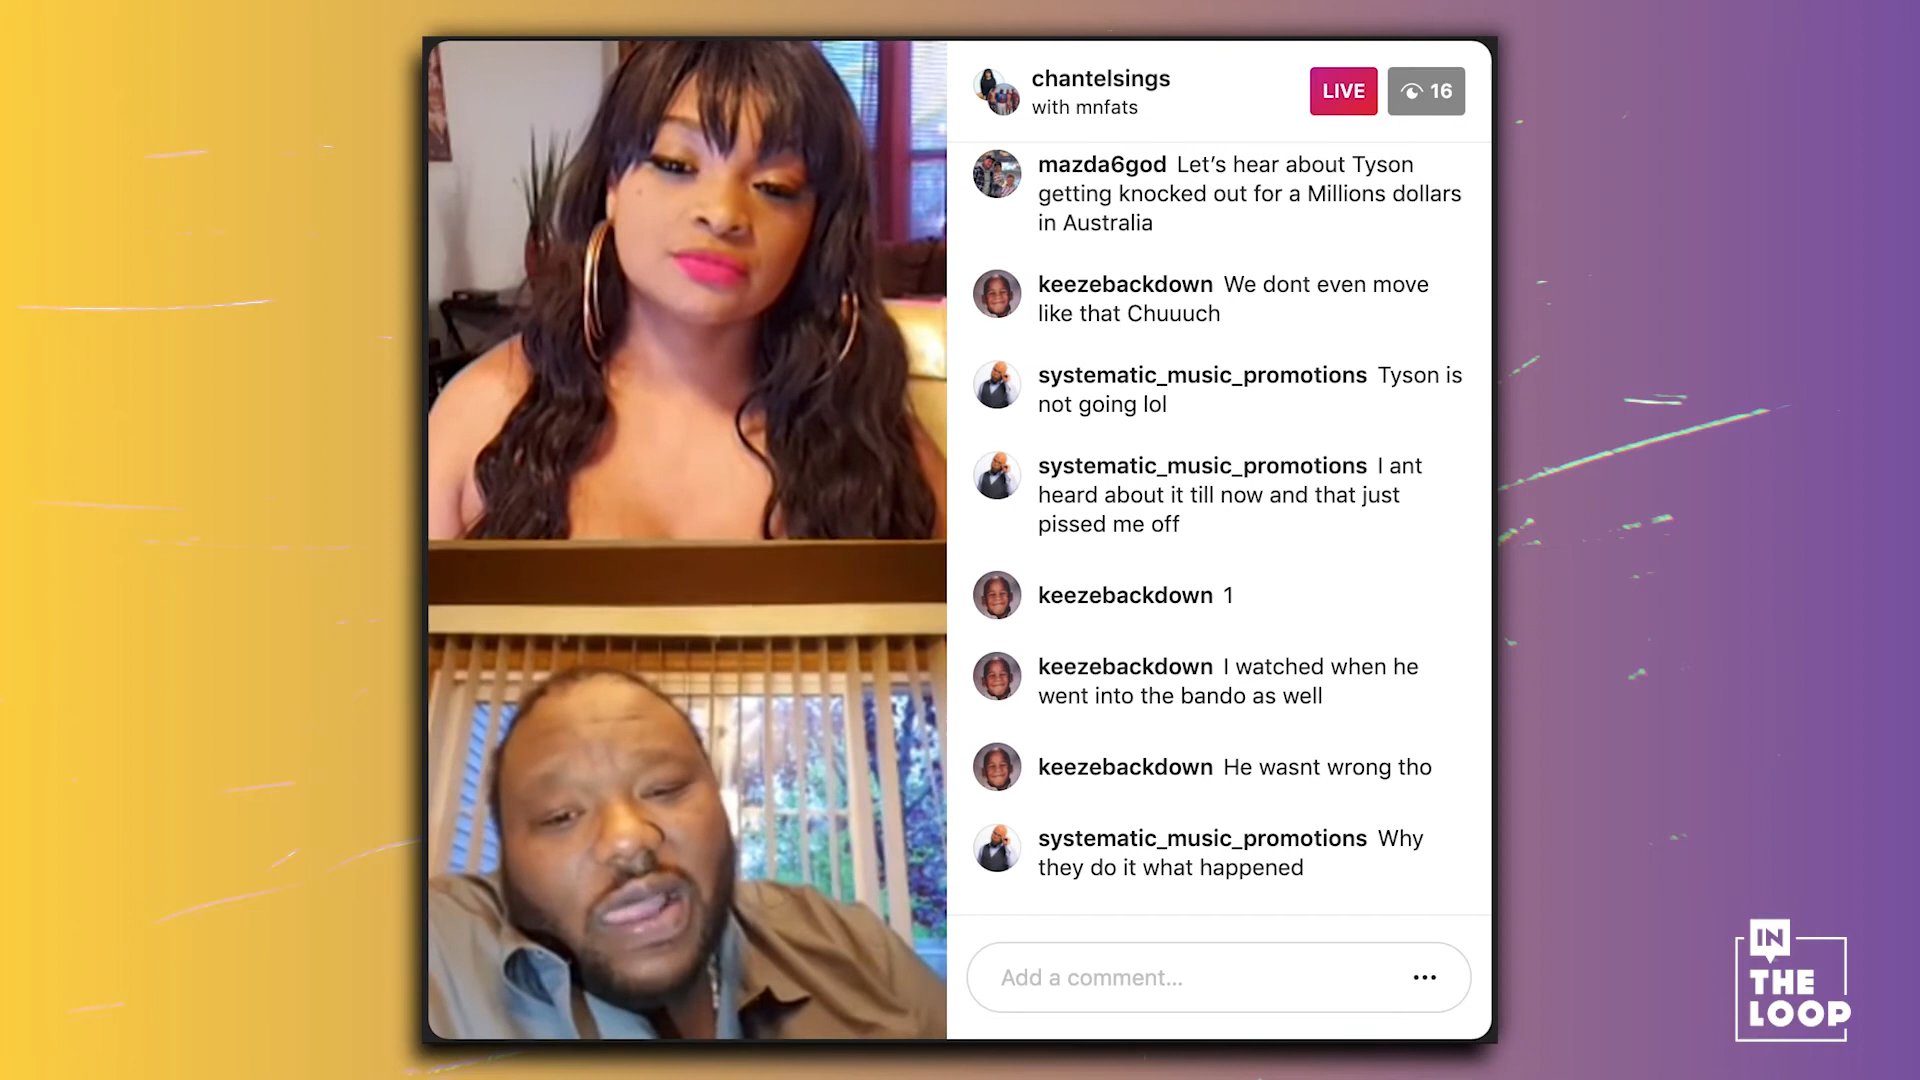 chantelsings
with mnfats
LIVE
16
mazda6god Let’s hear about Tyson
getting knocked out for a Millions dollars
in Australia
keezebackdown We dont even move
like that Chuuuch
systematic_music_promotions Tyson is
not going lol
systematic_music_promotions I ant
heard about it till now and that just
pissed me off
keezebackdown 1
keezebackdown I watched when he
went into the bando as well
keezebackdown He wasnt wrong tho
systematic_music_promotions Why
they do it what happened
Add a comment...
IN
THE
LOOP